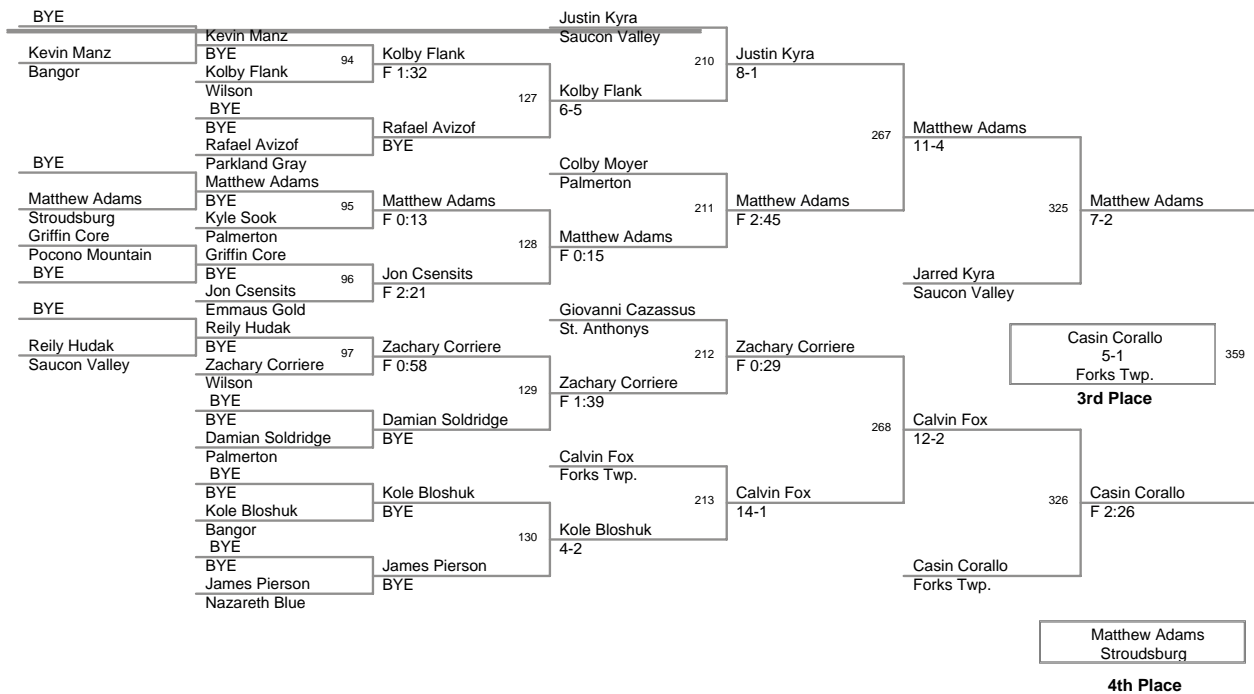 BYE
Kevin Manz
Bangor
BYE
Matthew Adams
Stroudsburg
Griffin Core
Pocono Mountain
BYE
BYE
Reily Hudak
Saucon Valley
Kevin Manz
BYE
94
Kolby Flank
Wilson
BYE
BYE
Rafael Avizof
Parkland Gray
Matthew Adams
BYE
95
Kyle Sook
Palmerton
Griffin Core
BYE
96
Jon Csensits
Emmaus Gold
Reily Hudak
BYE
97
Zachary Corriere
Wilson
BYE
BYE
Damian Soldridge
Palmerton
BYE
BYE
Kole Bloshuk
Bangor
BYE
BYE
James Pierson
Nazareth Blue
Kolby Flank
F 1:32
127
Rafael Avizof
BYE
Matthew Adams
F 0:13
128
Jon Csensits
F 2:21
Zachary Corriere
F 0:58
129
Damian Soldridge
BYE
Kole Bloshuk
BYE
130
James Pierson
BYE
Justin Kyra
Saucon Valley
210
Kolby Flank
6-5
Colby Moyer
Palmerton
211
Matthew Adams
F 0:15
Giovanni Cazassus
St. Anthonys
212
Zachary Corriere
F 1:39
Calvin Fox
Forks Twp.
213
Kole Bloshuk
4-2
Justin Kyra
8-1
267
Matthew Adams
F 2:45
Zachary Corriere
F 0:29
268
Calvin Fox
14-1
Matthew Adams
11-4
325
Jarred Kyra
Saucon Valley
Calvin Fox
12-2
326
Casin Corallo
Forks Twp.
Matthew Adams
7-2
Casin Corallo
5-1
Forks Twp.
359
3rd Place
Casin Corallo
F 2:26
Matthew Adams
Stroudsburg
4th Place